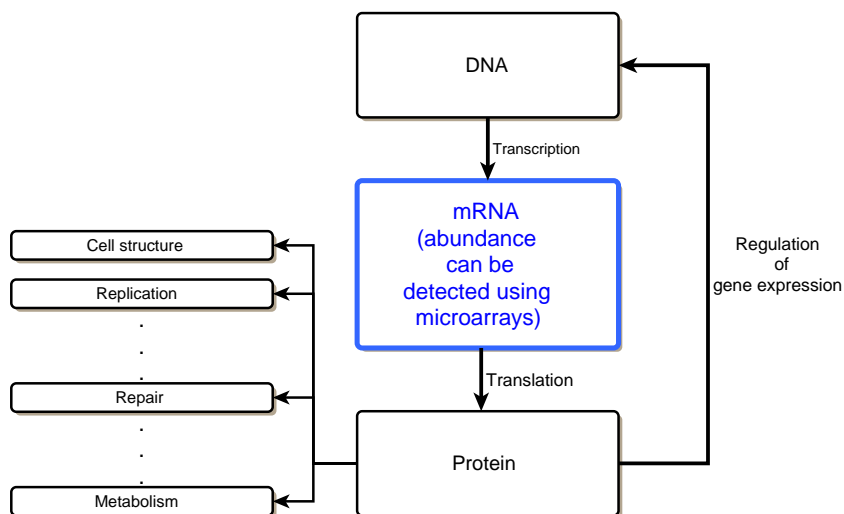 DNA
Transcription
mRNA
(abundance
can be
detected using
microarrays)
Regulation
of
gene expression
Cell structure
Replication
.
.
.
Translation
Repair
.
.
.
Protein
Metabolism